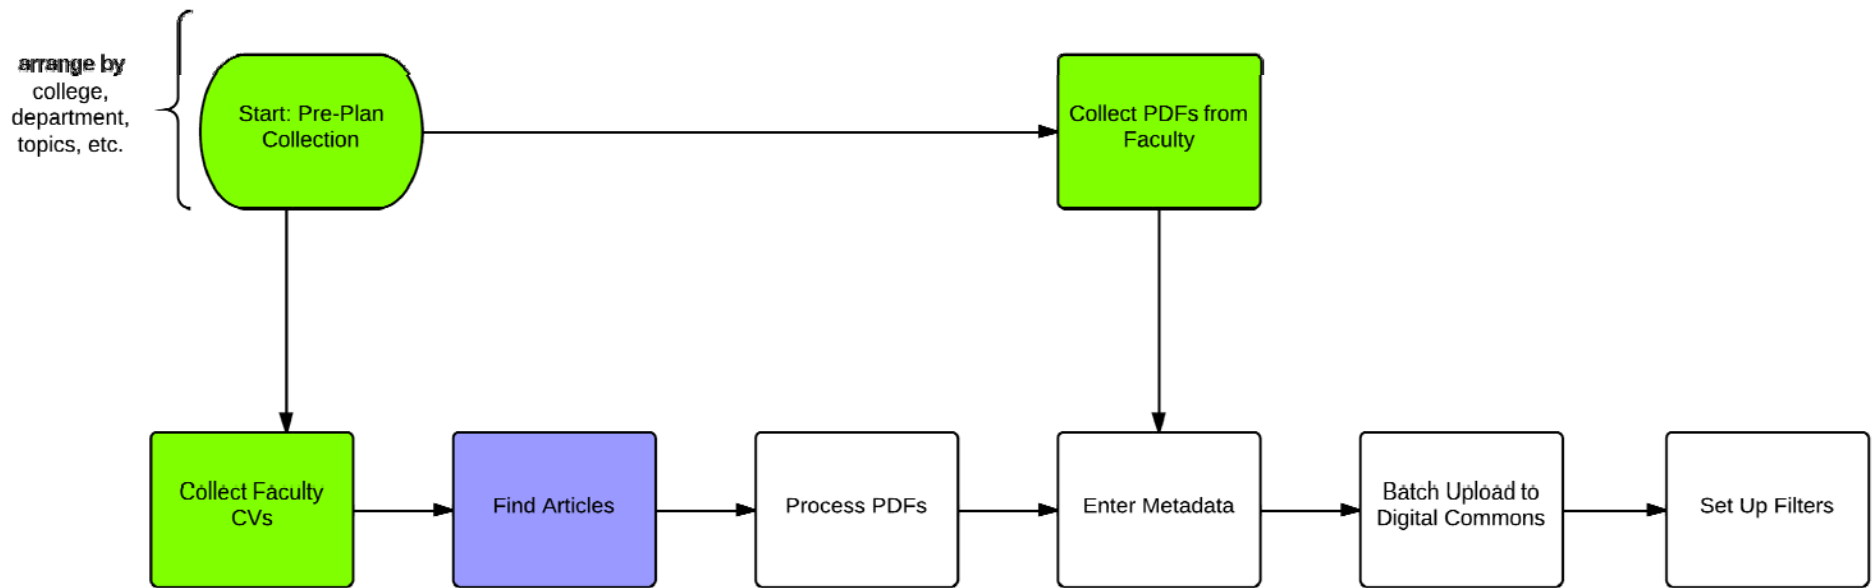 arrange by
college,
department,
topics, etc.
Start: Pre-Plan
Collection
Collect PDFs from
Faculty
Collect Faculty
CVs
Find Articles
Process PDFs
Enter Metadata
Batch Upload to
Digital Commons
Set Up Filters